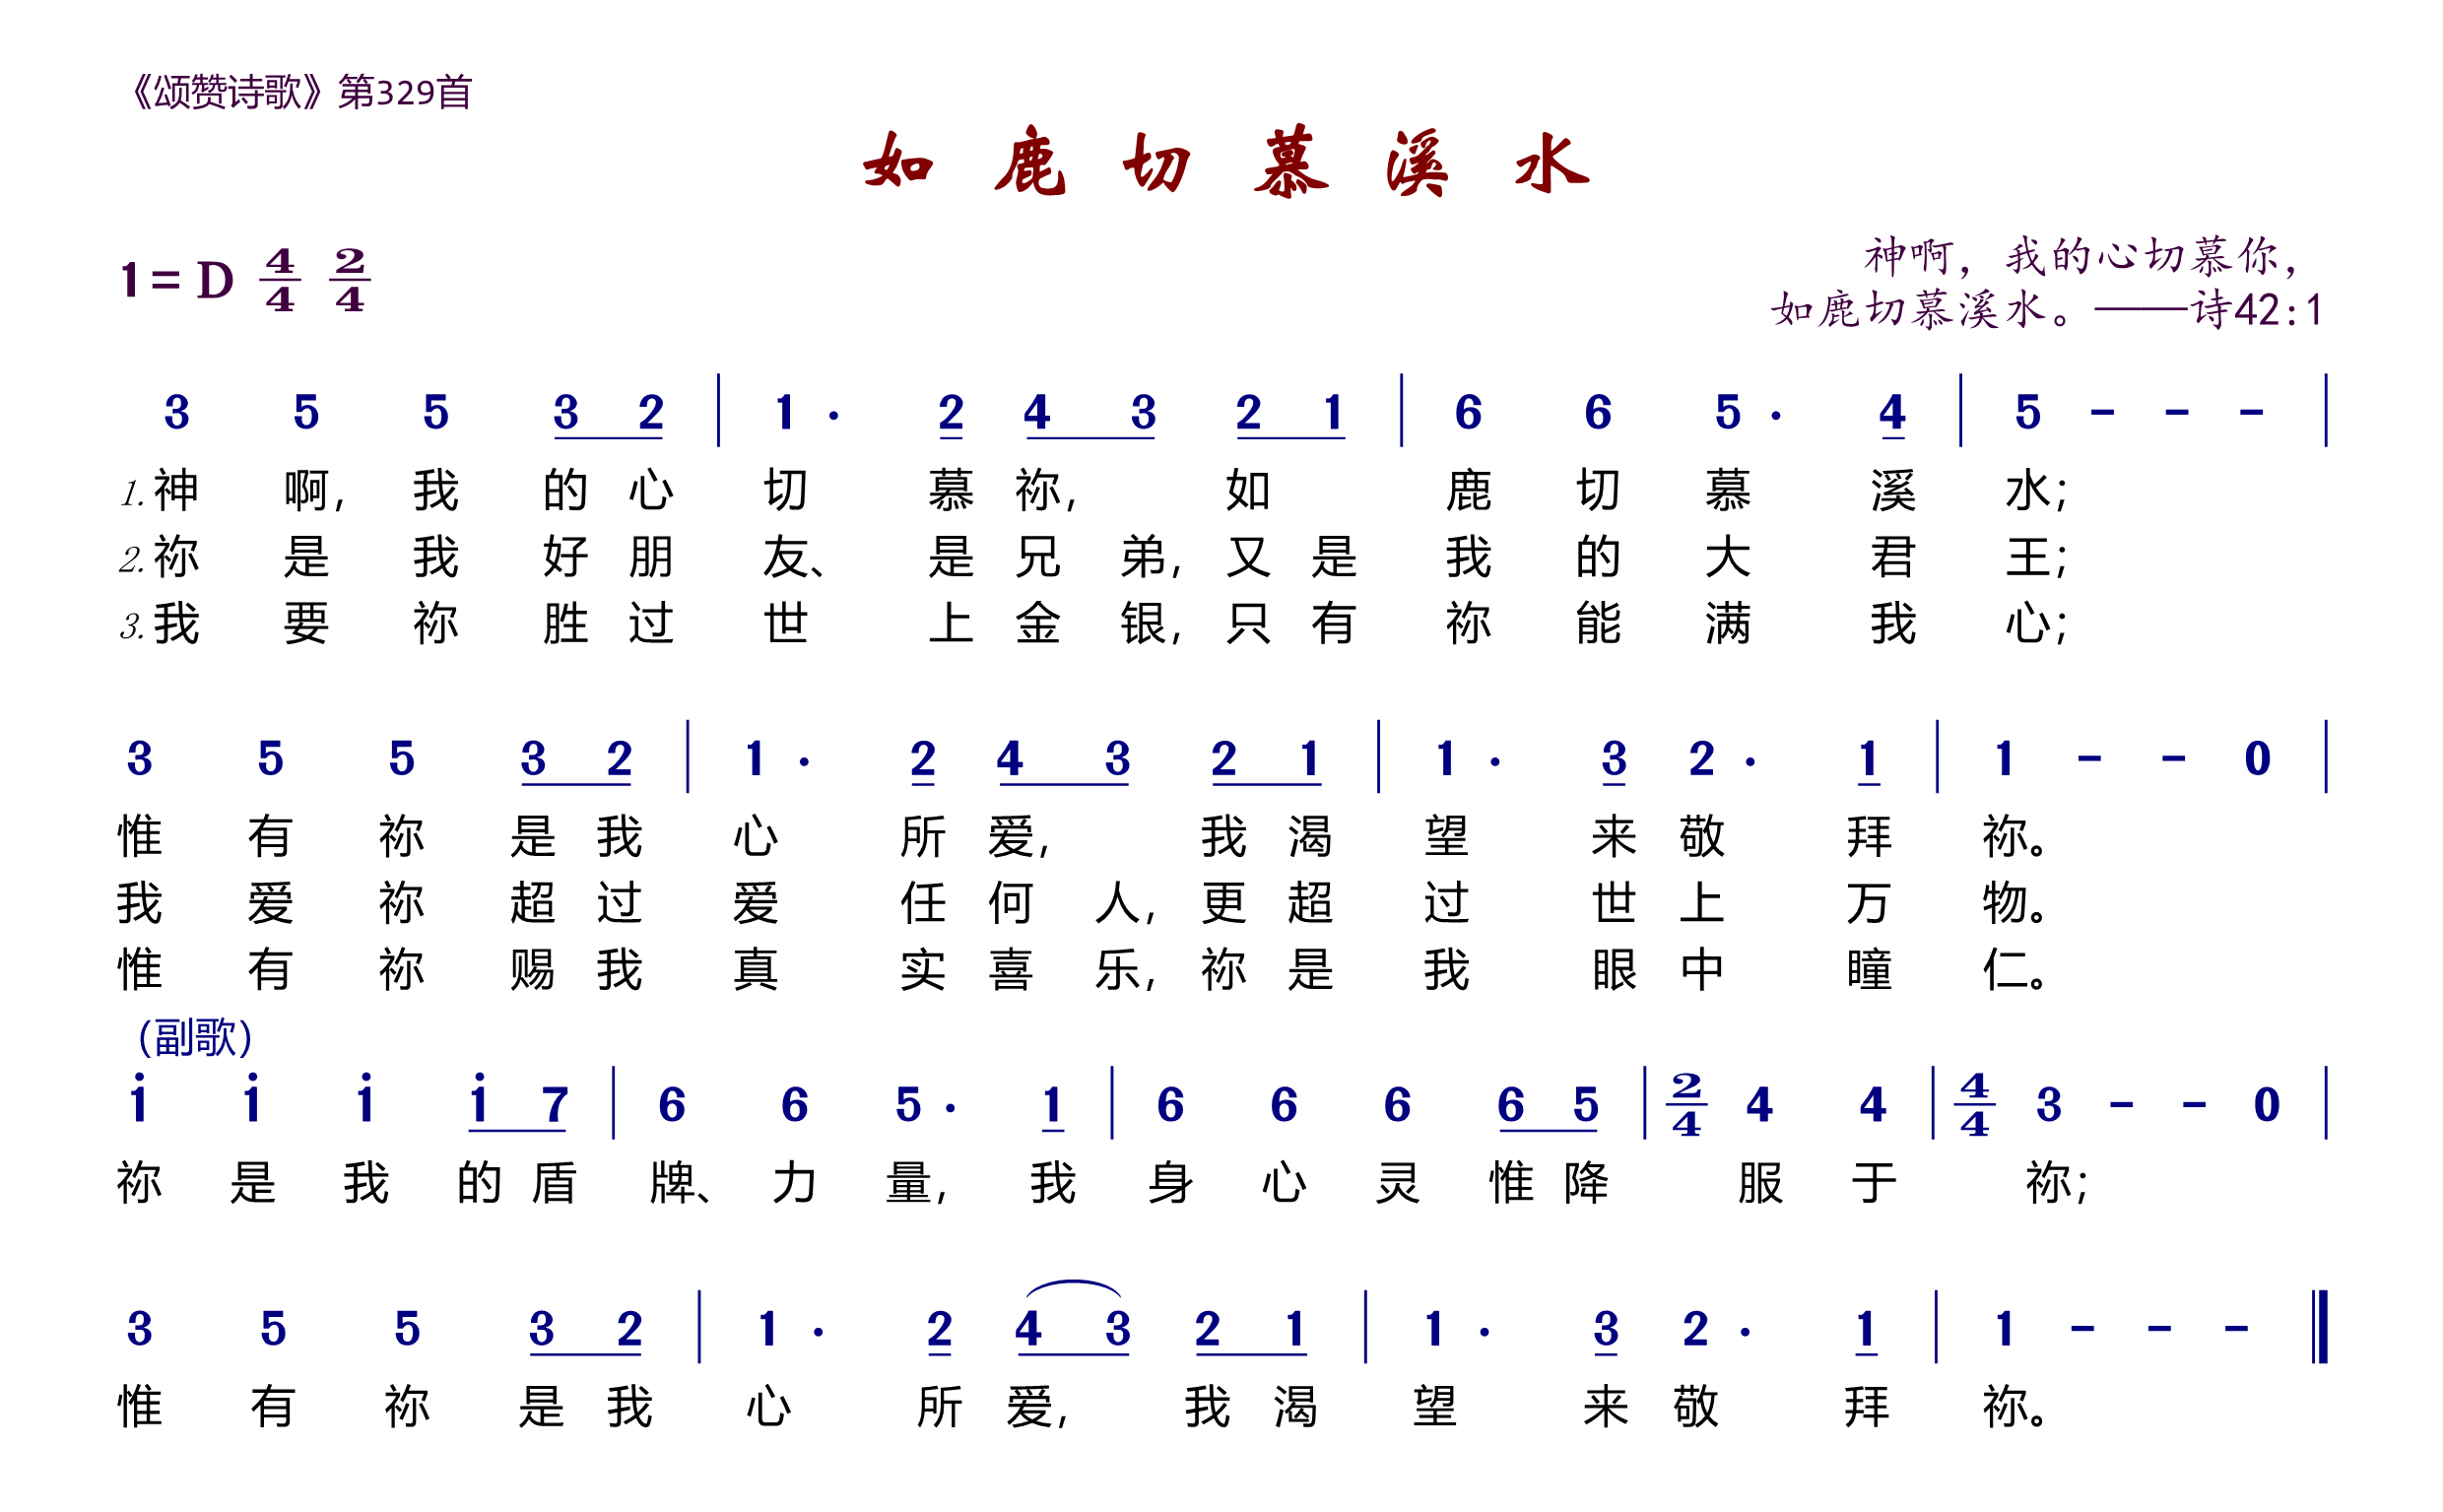 《颂赞诗歌》第329首
如鹿切慕溪水
1= D 4/4 2/4
神啊，我的心切慕你，
如鹿切慕溪水。——诗42:1
3 5 5 3 2 | 1 · 2 4 3 2 1 | 6 6 5 · 4 | 5 - - - |
1.神啊，我的心切慕祢，如鹿切慕溪水；
2.祢是我好朋友、是兄弟，又是我的大君王；
3.我要祢胜过世上金银，只有祢能满我心；
3 5 5 3 2 | 1 · 2 4 3 2 1 | 1 · 3 2 · 1 | 1 - - 0 |
惟有祢是我心所爱，我渴望来敬拜祢。
我爱祢超过爱任何人，更超过世上万物。
惟有祢赐我真实喜乐，祢是我眼中瞳仁。
（副歌）
i i i i 7 | 6 6 5 · 1 | 6 6 6 6 5 | 2/4 4 4 | 4/4 3 - - 0 |
祢是我的盾牌、力量，我身心灵惟降服于祢；
3 5 5 3 2 | 1 · 2 4 3 2 1 | 1 · 3 2 · 1 | 1 - - - ‖
惟有祢是我心所爱，我渴望来敬拜祢。